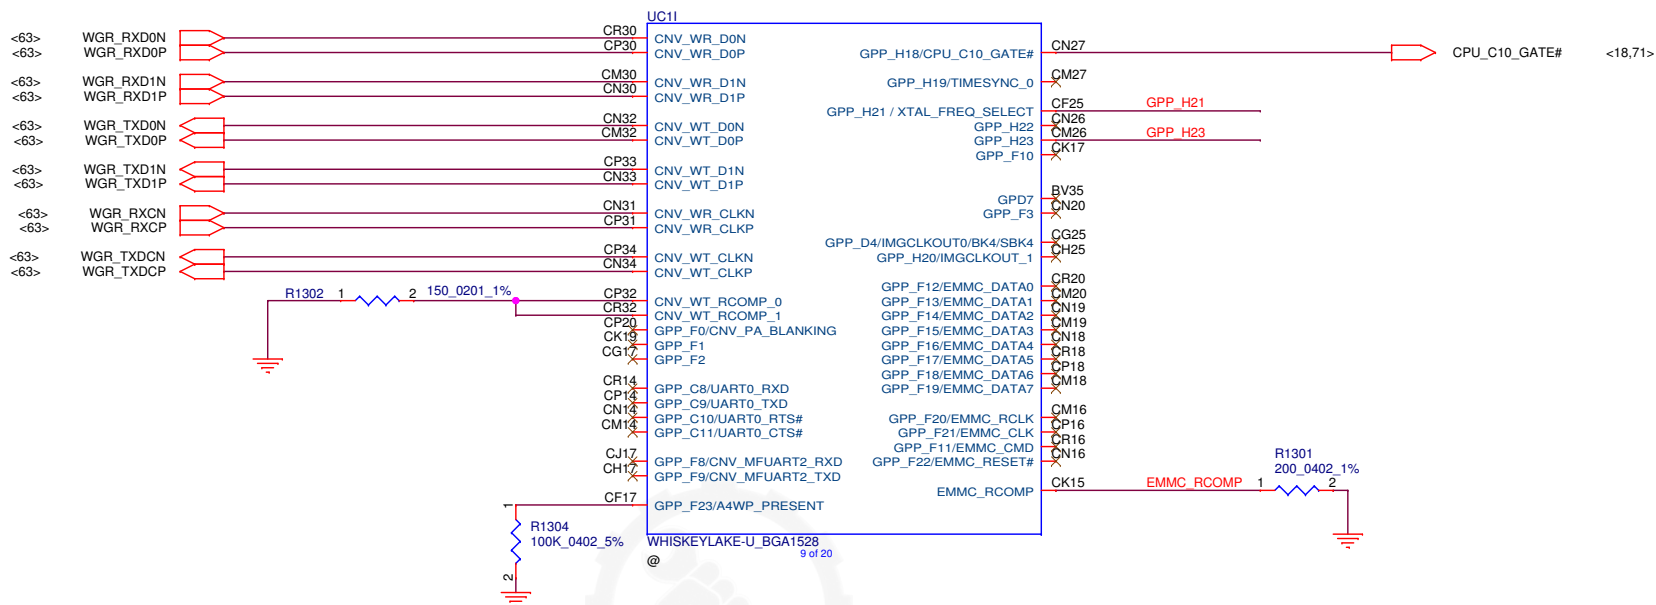 UC1I
<63> WGR_RXD0N CR30 CNV_WR_D0N
<63> WGR_RXD0P CP30 CNV_WR_D0P
GPP_H18/CPU_C10_GATE# CN27 CPU_C10_GATE# <18,71>
<63> WGR_RXD1N CM30 CNV_WR_D1N
GPP_H19/TIMESYNC_0 CM27
<63> WGR_RXD1P CN30 CNV_WR_D1P
GPP_H21 / XTAL_FREQ_SELECT CF25 GPP_H21
<63> WGR_TXD0N CN32 CNV_WT_D0N
GPP_H22 CN26
<63> WGR_TXD0P CM32 CNV_WT_D0P
GPP_H23 CM26 GPP_H23
GPP_F10 CK17
<63> WGR_TXD1N CP33 CNV_WT_D1N
<63> WGR_TXD1P CN33 CNV_WT_D1P
GPD7 BV35
<63> WGR_RXCN CN31 CNV_WR_CLKN
GPP_F3 CN20
<63> WGR_RXCP CP31 CNV_WR_CLKP
GPP_D4/IMGCLKOUT0/BK4/SBK4 CG25
<63> WGR_TXDCN CP34 CNV_WT_CLKN
GPP_H20/IMGCLKOUT_1 CH25
<63> WGR_TXDCP CN34 CNV_WT_CLKP
GPP_F12/EMMC_DATA0 CR20
R1302 1 2 150_0201_1% CP32 CNV_WT_RCOMP_0
GPP_F13/EMMC_DATA1 CM20
CR32 CNV_WT_RCOMP_1
GPP_F14/EMMC_DATA2 CN19
CP20 GPP_F0/CNV_PA_BLANKING
GPP_F15/EMMC_DATA3 CM19
CK19 GPP_F1
GPP_F16/EMMC_DATA4 CN18
CG17 GPP_F2
GPP_F17/EMMC_DATA5 CR18
GPP_F18/EMMC_DATA6 CP18
CR14 GPP_C8/UART0_RXD
GPP_F19/EMMC_DATA7 CM18
CP14 GPP_C9/UART0_TXD
CN14 GPP_C10/UART0_RTS#
GPP_F20/EMMC_RCLK CM16
CM14 GPP_C11/UART0_CTS#
GPP_F21/EMMC_CLK CP16
GPP_F11/EMMC_CMD CR16
CJ17 GPP_F8/CNV_MFUART2_RXD
GPP_F22/EMMC_RESET# CN16
CH17 GPP_F9/CNV_MFUART2_TXD
R1301
200_0402_1%
EMMC_RCOMP CK15 EMMC_RCOMP 1 2
CF17 GPP_F23/A4WP_PRESENT
1
R1304
100K_0402_5%
2
WHISKEYLAKE-U_BGA1528
9 of 20
@